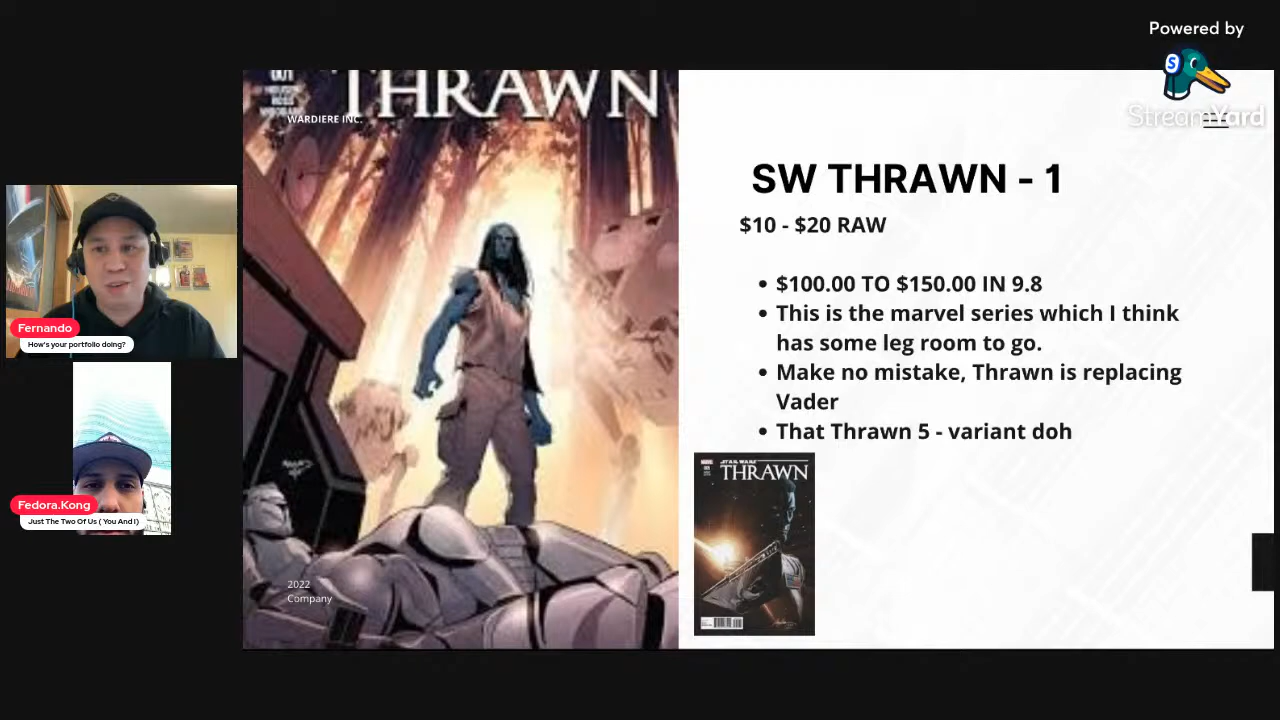 Powered by
StreamYard
001
THRAWN
WARDIERE INC.
SW THRAWN - 1
$10 - $20 RAW
• $100.00 TO $150.00 IN 9.8
• This is the marvel series which I think
has some leg room to go.
• Make no mistake, Thrawn is replacing
Vader
• That Thrawn 5 - variant doh
Fernando
How's your portfolio doing?
Fedora.Kong
Just The Two Of Us ( You And I)
STAR WARS
THRAWN
2022
Company